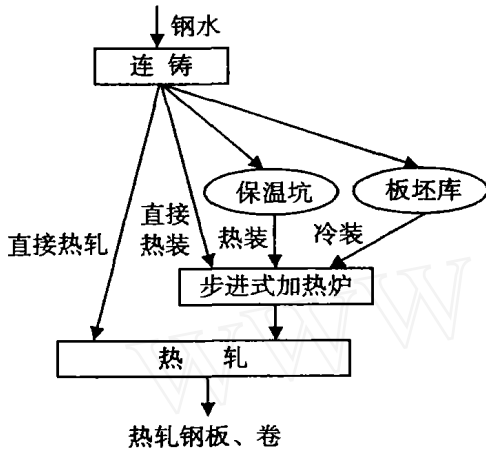 钢水
连 铸
保温坑
板坯库
直接热轧
直接
热装
热装
冷装
步进式加热炉
热 轧
热轧钢板、卷
WWW